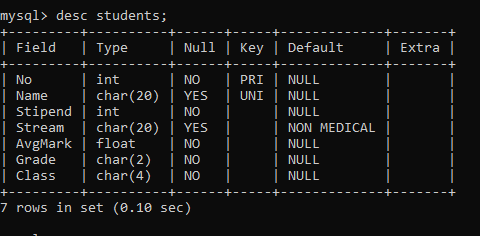 mysql> desc students;
+---------+----------+------+-----+-------------+-------+
| Field   | Type     | Null | Key | Default     | Extra |
+---------+----------+------+-----+-------------+-------+
| No      | int      | NO   | PRI | NULL        |       |
| Name    | char(20) | YES  | UNI | NULL        |       |
| Stipend | int      | NO   |     | NULL        |       |
| Stream  | char(20) | YES  |     | NON MEDICAL |       |
| AvgMark | float    | NO   |     | NULL        |       |
| Grade   | char(2)  | NO   |     | NULL        |       |
| Class   | char(4)  | NO   |     | NULL        |       |
+---------+----------+------+-----+-------------+-------+
7 rows in set (0.10 sec)